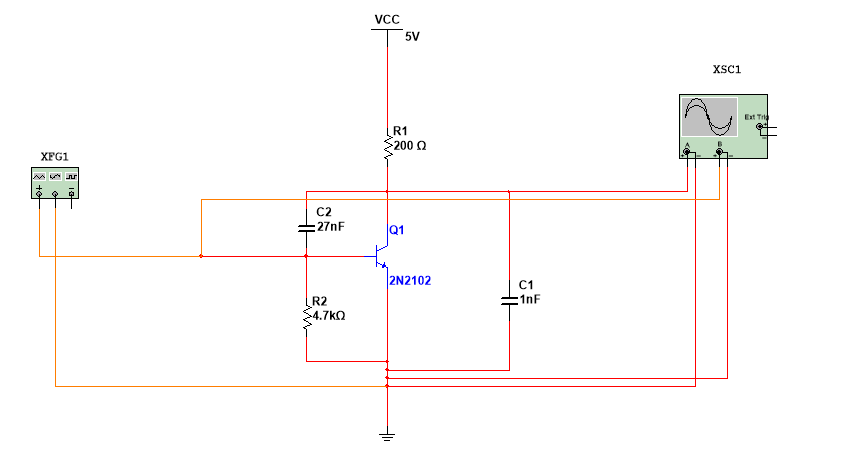 VCC
5V
XSC1
Ext Trig
+
-
A
B
+
-
+
-
R1
200 Ω
XFG1
+
-
C2
27nF
Q1
2N2102
C1
1nF
R2
4.7kΩ